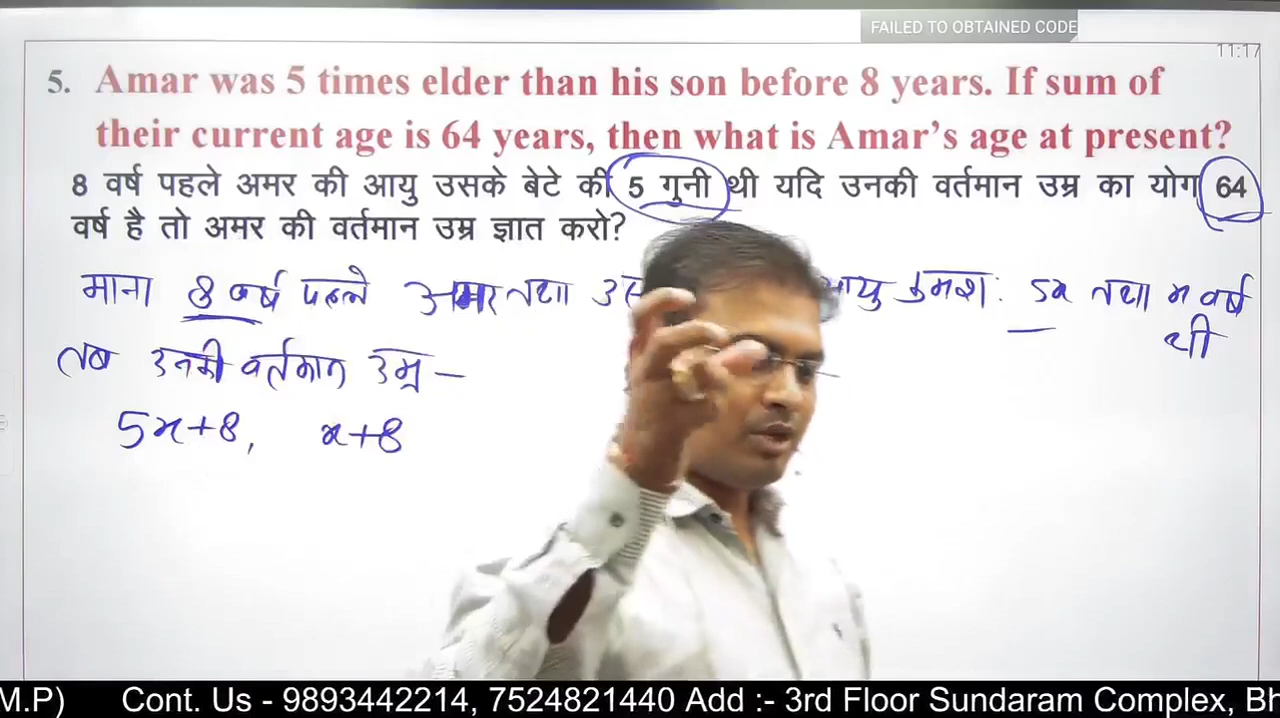 FAILED TO OBTAINED CODE
11:17
5. Amar was 5 times elder than his son before 8 years. If sum of
their current age is 64 years, then what is Amar's age at present?
8 वर्ष पहले अमर की आयु उसके बेटे की 5 गुनी थी यदि उनकी वर्तमान उम्र का योग 64
वर्ष है तो अमर की वर्तमान उम्र ज्ञात करो?
माना 8 वर्ष पहले अमर तथा आयु क्रमशः 5x तथा x वर्ष
थी
तब उनकी वर्तमान उम्र –
5x+8, x+8
M.P) Cont. Us - 9893442214, 7524821440 Add :- 3rd Floor Sundaram Complex, Bh